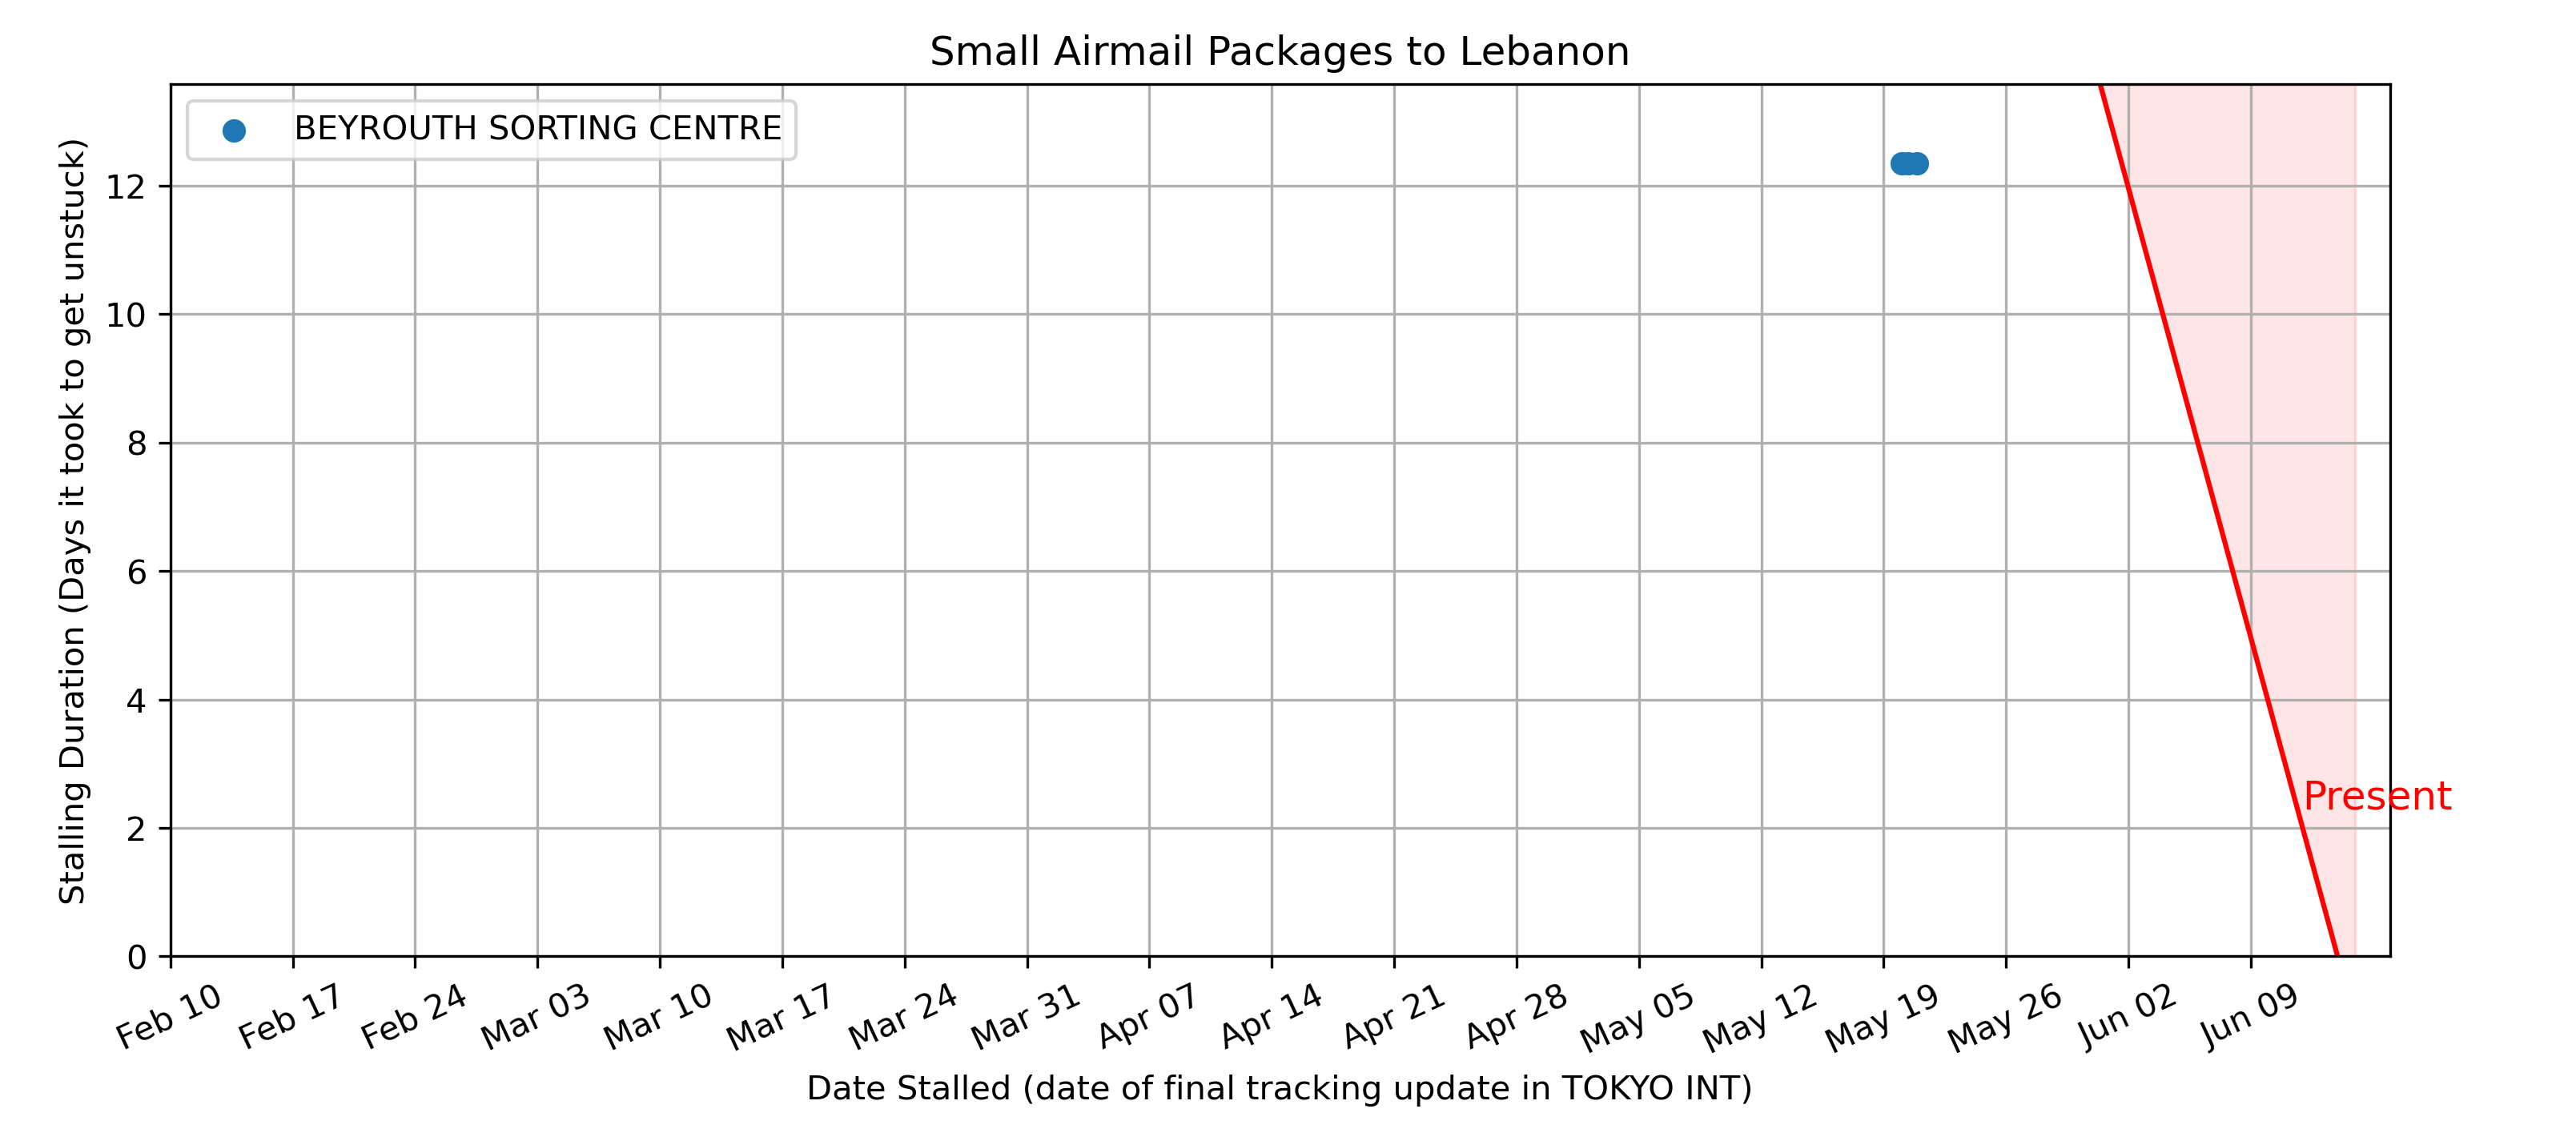 Small Airmail Packages to Lebanon
BEYROUTH SORTING CENTRE
Stalling Duration (Days it took to get unstuck)
12
10
8
6
4
2
0
Present
Feb 10
Feb 17
Feb 24
Mar 03
Mar 10
Mar 17
Mar 24
Mar 31
Apr 07
Apr 14
Apr 21
Apr 28
May 05
May 12
May 19
May 26
Jun 02
Jun 09
Date Stalled (date of final tracking update in TOKYO INT)